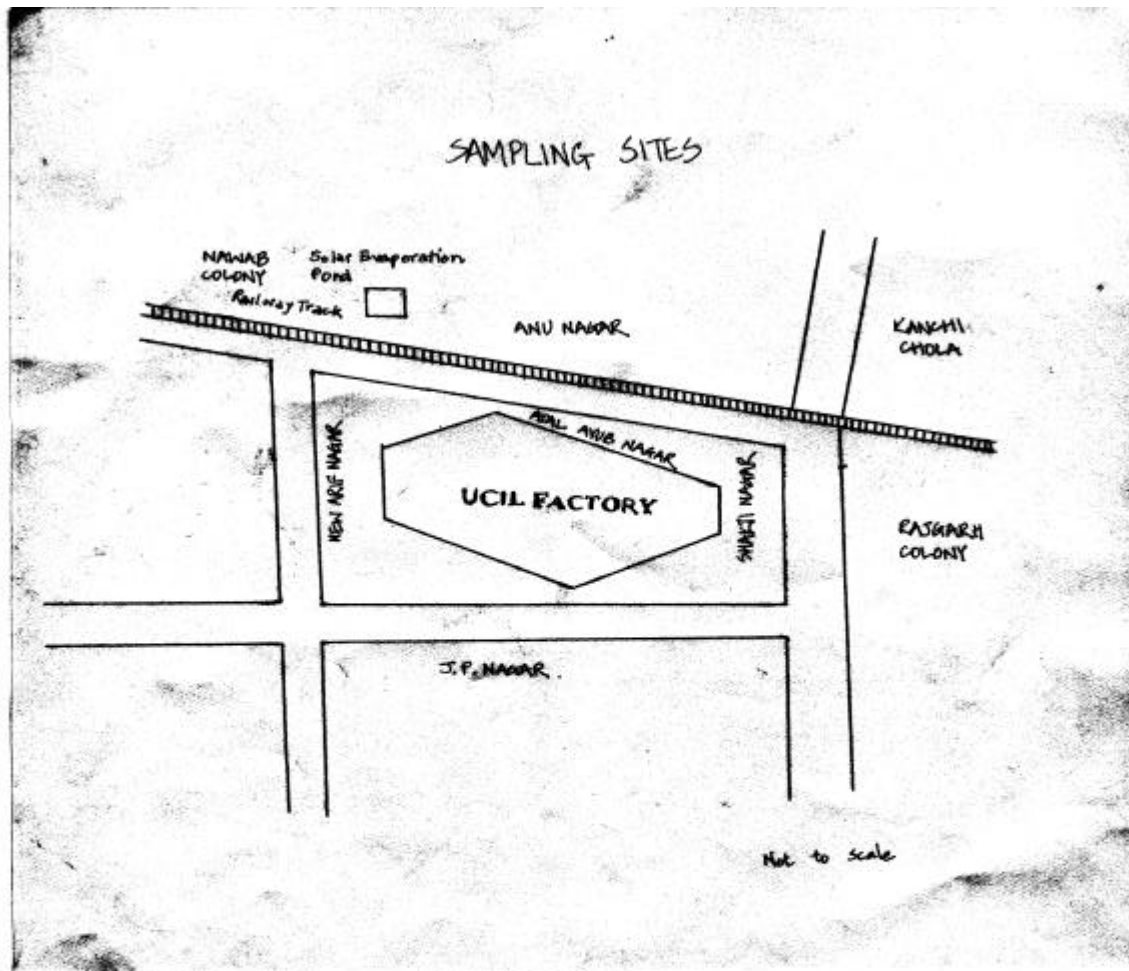 SAMPLING SITES
NAWAB
COLONY
Solar Evaporation
Pond
Railway Track
ANU NAGAR
KANCHI
CHOLA
ATAL AYUB NAGAR
NEW ARIF NAGAR
UCIL FACTORY
SHAKTI NAGAR
RAJGARH
COLONY
J.P. NAGAR
Not to scale